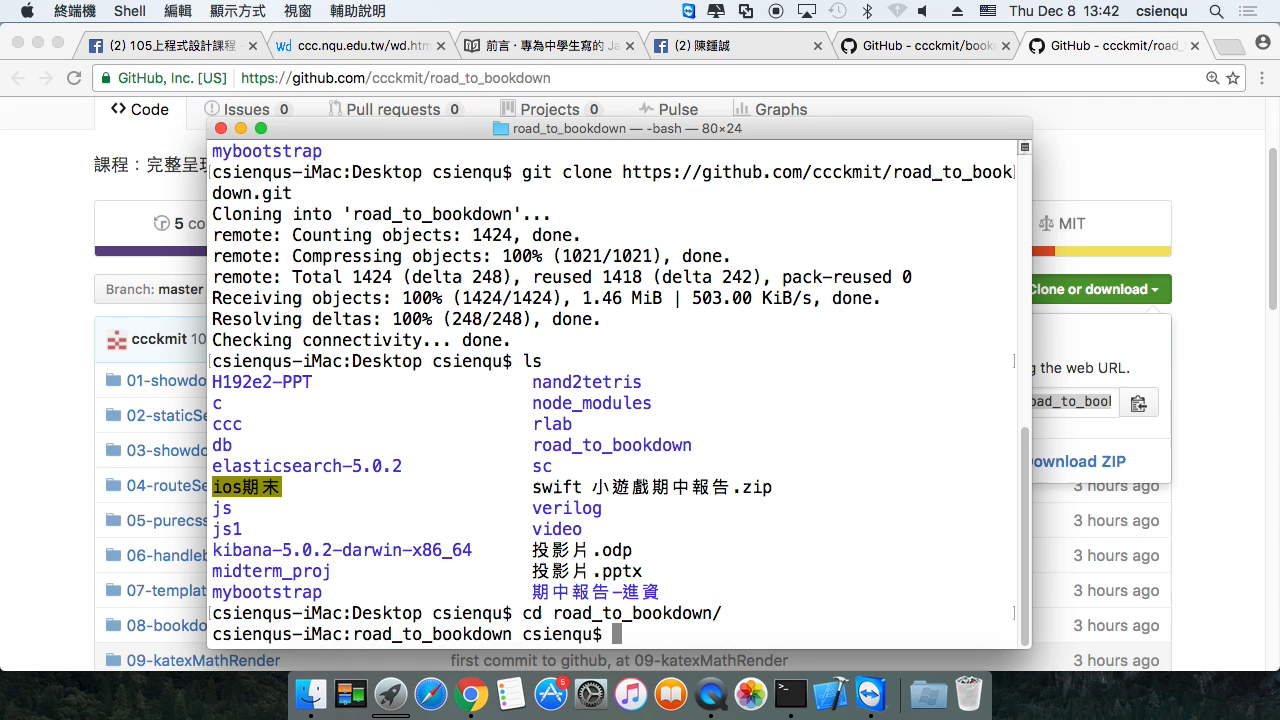 終端機 Shell 編輯 顯示方式 視窗 輔助說明 Thu Dec 8 13:42 csienqu
(2) 105上程式設計課程 - ccc.nqu.edu.tw/wd.htm 前言 · 專為中學生寫的 Ja (2) 陳鍾誠 GitHub - ccckmit/book GitHub - ccckmit/road_
GitHub, Inc. [US] https://github.com/ccckmit/road_to_bookdown
Code Issues 0 Pull requests 0 Projects 0 Pulse Graphs
road_to_bookdown — -bash — 80×24
mybootstrap
課程：完整呈
csienqus-iMac:Desktop csienqu$ git clone https://github.com/ccckmit/road_to_book
down.git
Cloning into 'road_to_bookdown'...
5 co
MIT
remote: Counting objects: 1424, done.
remote: Compressing objects: 100% (1021/1021), done.
remote: Total 1424 (delta 248), reused 1418 (delta 242), pack-reused 0
Branch: master
Clone or download
Receiving objects: 100% (1424/1424), 1.46 MiB | 503.00 KiB/s, done.
Resolving deltas: 100% (248/248), done.
Checking connectivity... done.
ccckmit 10
csienqus-iMac:Desktop csienqu$ ls
g the web URL.
01-showdo
H192e2-PPT nand2tetris
c node_modules
oad_to_bool
02-staticSe
ccc rlab
db road_to_bookdown
03-showdo
elasticsearch-5.0.2 sc
ownload ZIP
04-routeSe
ios期末 swift 小遊戲期中報告.zip
3 hours ago
js verilog
05-purecss
3 hours ago
js1 video
kibana-5.0.2-darwin-x86_64 投影片.odp
06-handleb
3 hours ago
midterm_proj 投影片.pptx
07-templat
3 hours ago
mybootstrap 期中報告-進資
csienqus-iMac:Desktop csienqu$ cd road_to_bookdown/
08-bookdo
3 hours ago
csienqus-iMac:road_to_bookdown csienqu$
09-katexMathRender first commit to github, at 09-katexMathRender 3 hours ago
5